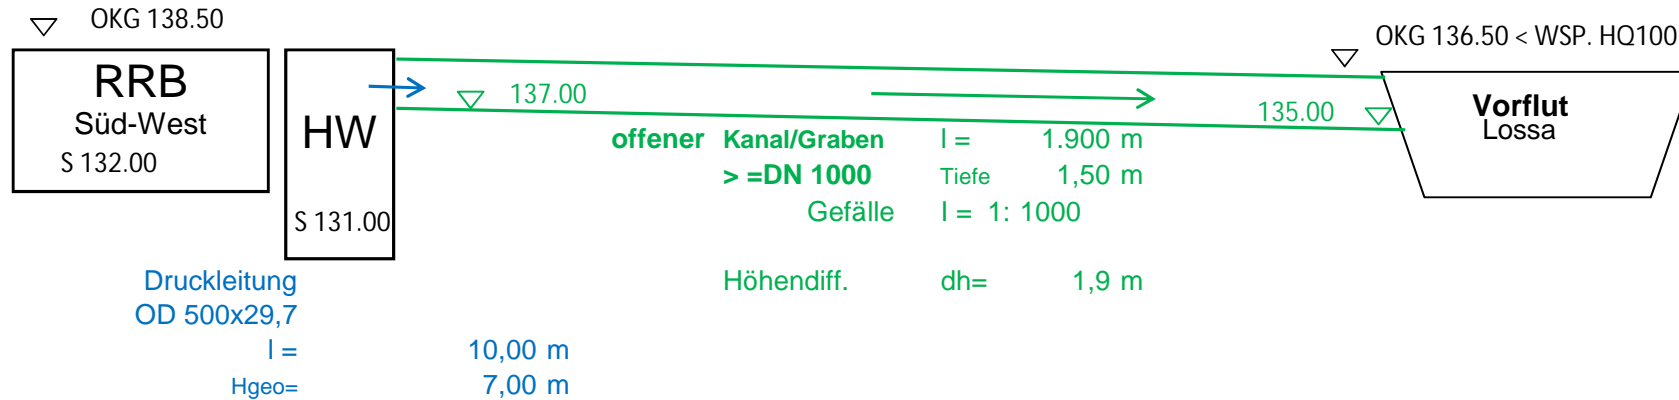 OKG 138.50
OKG 136.50 < WSP. HQ100
RRB
Süd-West
S 132.00
HW
S 131.00
137.00
135.00
Vorflut
Lossa
offener Kanal/Graben l = 1.900 m
> =DN 1000 Tiefe 1,50 m
Gefälle I = 1: 1000
Höhendiff. dh= 1,9 m
Druckleitung
OD 500x29,7
l = 10,00 m
Hgeo= 7,00 m